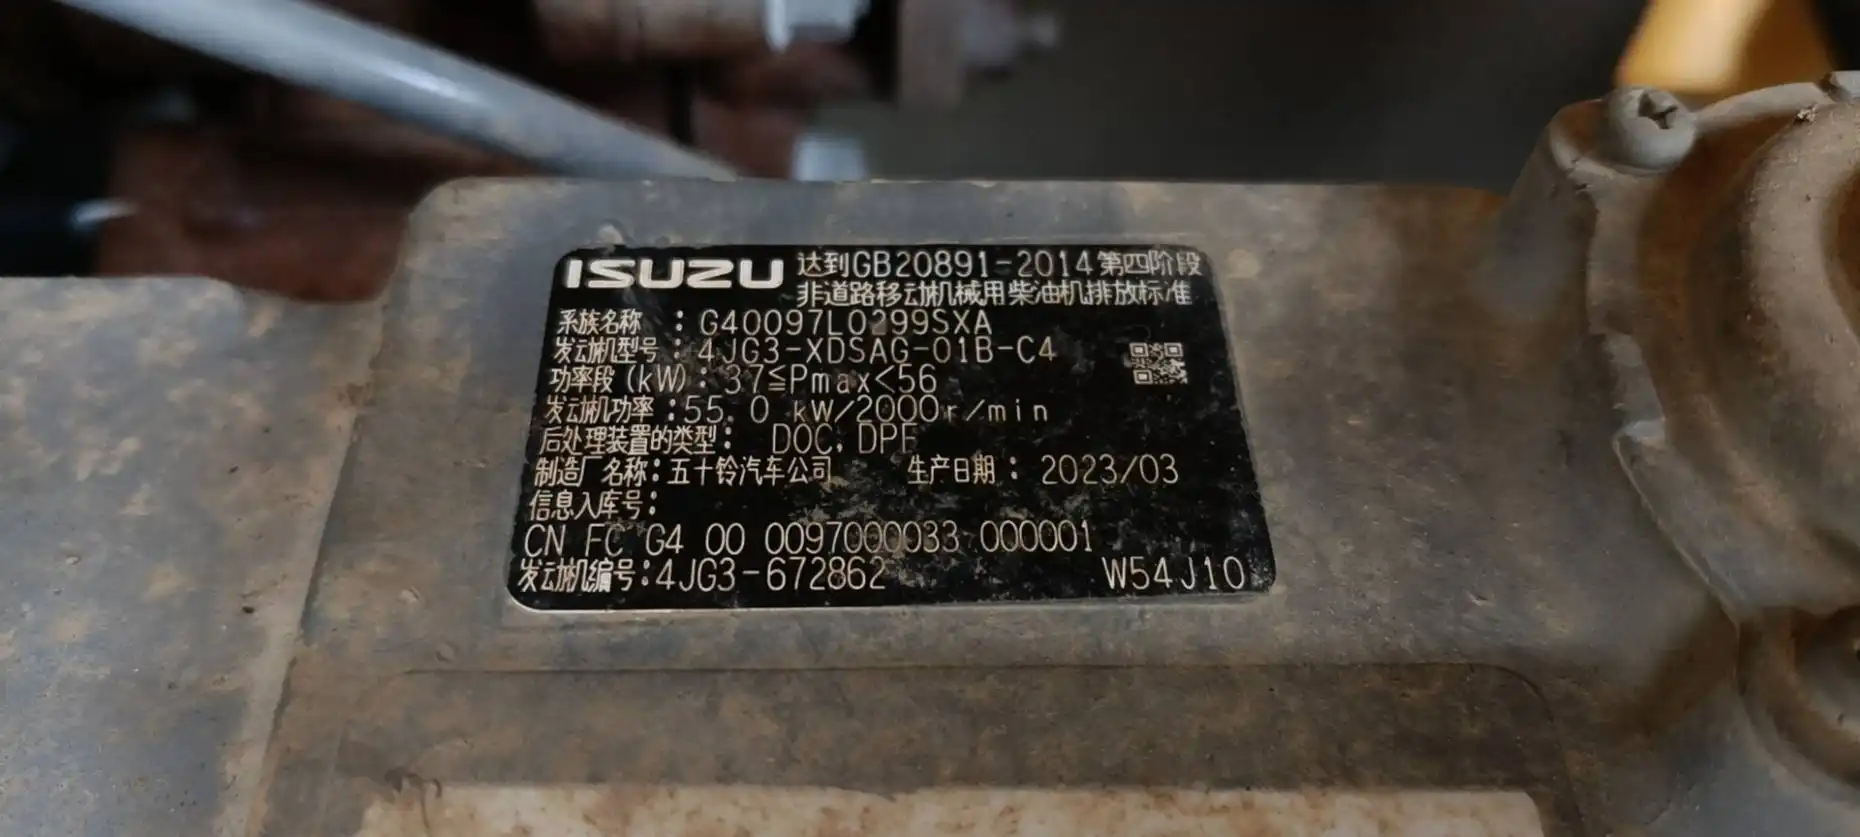 ISUZU 达到GB20891-2014第四阶段
非道路移动机械用柴油机排放标准
系族名称 : G40097L0299SXA
发动机型号: 4JG3-XDSAG-01B-C4
功率段(kW): 37≦Pmax<56
发动机功率:55.0 kW/2000r/min
后处理装置的类型: DOC, DPF
制造厂名称:五十铃汽车公司 生产日期: 2023/03
信息入库号:
CN FC G4 00 0097000033 000001
发动机编号:4JG3-672862 W54J10